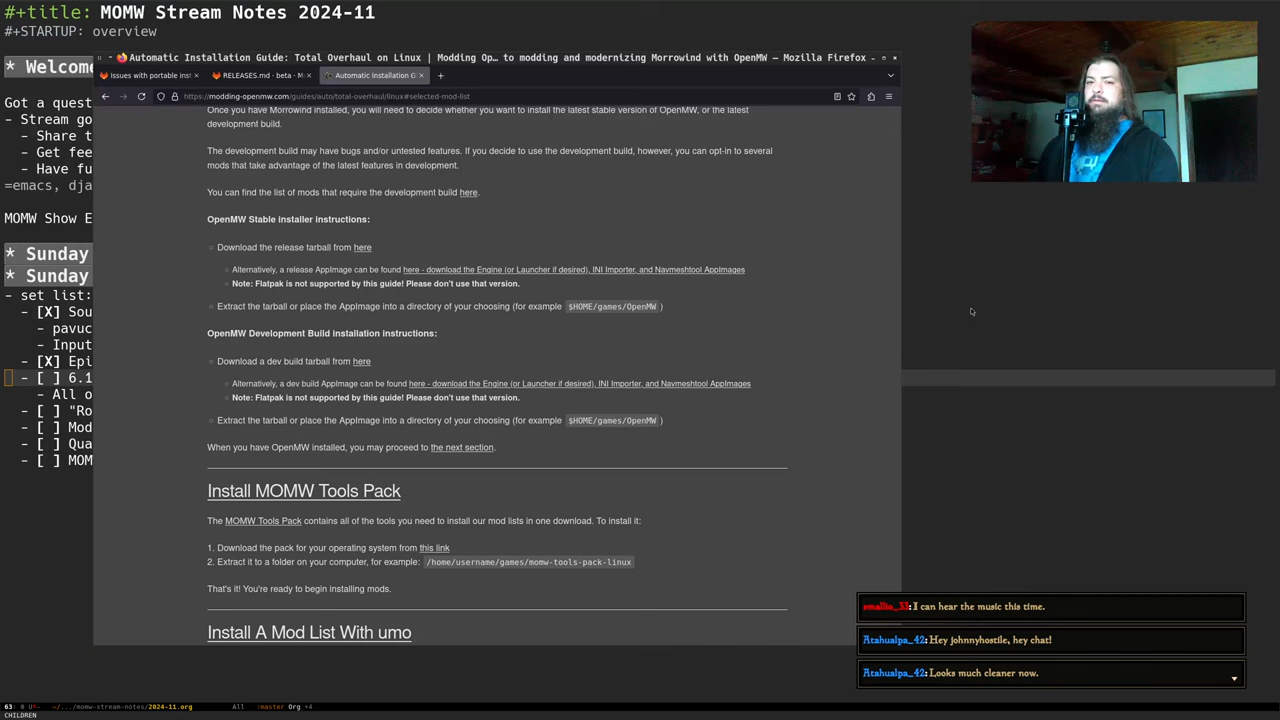 #+title: MOMW Stream Notes 2024-11
#+STARTUP: overview
* Welcome
Got a quest
- Stream go
- Share t
- Get fee
- Have fu
=emacs, dja
MOMW Show E
* Sunday
* Sunday
- set list:
- [X] Sou
- pavuc
- Input
- [X] Epi
- [ ] 6.1
- All o
- [ ] "Ro
- [ ] Mod
- [ ] Qua
- [ ] MOM
Automatic Installation Guide: Total Overhaul on Linux | Modding Op… to modding and modernizing Morrowind with OpenMW — Mozilla Firefox
Issues with portable inst
RELEASES.md · beta · M
Automatic Installation G
https://modding-openmw.com/guides/auto/total-overhaul/linux#selected-mod-list
Once you have Morrowind installed, you will need to decide whether you want to install the latest stable version of OpenMW, or the latest
development build.
The development build may have bugs and/or untested features. If you decide to use the development build, however, you can opt-in to several
mods that take advantage of the latest features in development.
You can find the list of mods that require the development build here.
OpenMW Stable installer instructions:
Download the release tarball from here
Alternatively, a release AppImage can be found here - download the Engine (or Launcher if desired), INI Importer, and Navmeshtool AppImages
Note: Flatpak is not supported by this guide! Please don't use that version.
Extract the tarball or place the AppImage into a directory of your choosing (for example $HOME/games/OpenMW )
OpenMW Development Build installation instructions:
Download a dev build tarball from here
Alternatively, a dev build AppImage can be found here - download the Engine (or Launcher if desired), INI Importer, and Navmeshtool AppImages
Note: Flatpak is not supported by this guide! Please don't use that version.
Extract the tarball or place the AppImage into a directory of your choosing (for example $HOME/games/OpenMW )
When you have OpenMW installed, you may proceed to the next section.
Install MOMW Tools Pack
The MOMW Tools Pack contains all of the tools you need to install our mod lists in one download. To install it:
1. Download the pack for your operating system from this link
2. Extract it to a folder on your computer, for example: /home/username/games/momw-tools-pack-linux
That's it! You're ready to begin installing mods.
Install A Mod List With umo
smallio_33: I can hear the music this time.
Atahualpa_42: Hey johnnyhostile, hey chat!
Atahualpa_42: Looks much cleaner now.
~/.../momw-stream-notes/2024-11.org All :master Org +4
CHILDREN